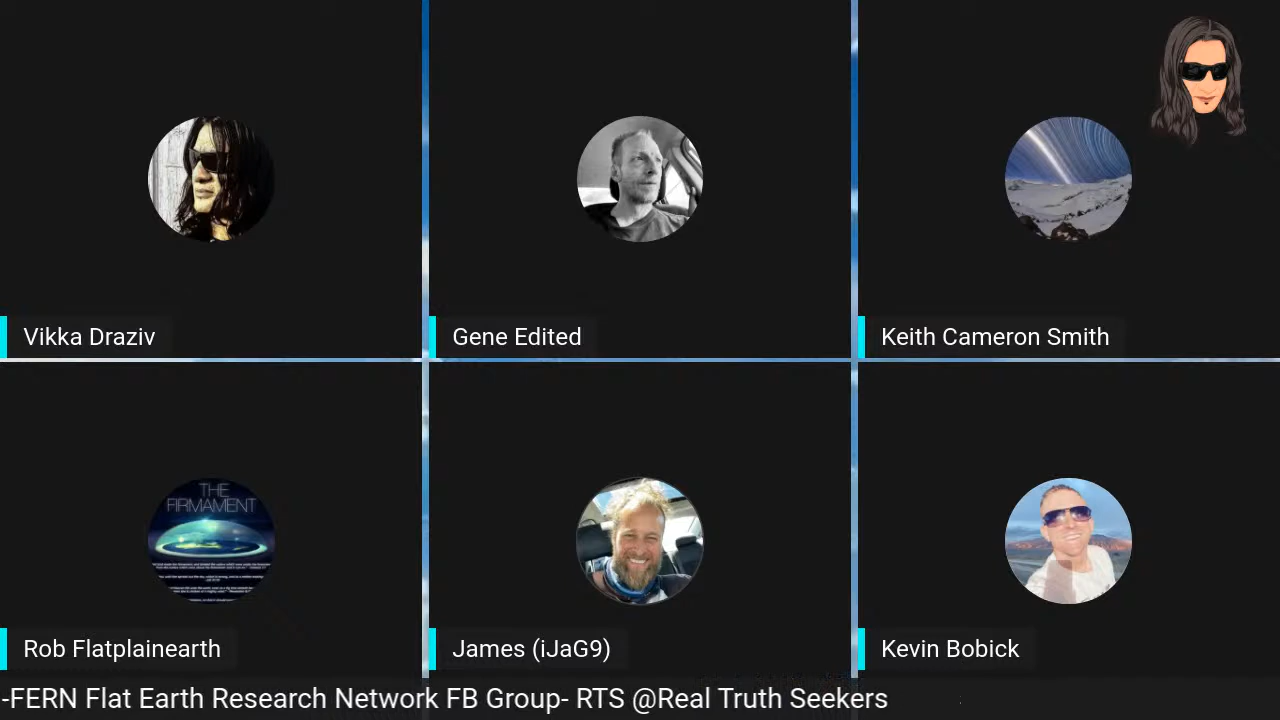 Vikka Draziv
Gene Edited
Keith Cameron Smith
THE
FIRMAMENT
Rob Flatplainearth
James (iJaG9)
Kevin Bobick
-FERN Flat Earth Research Network FB Group- RTS @Real Truth Seekers